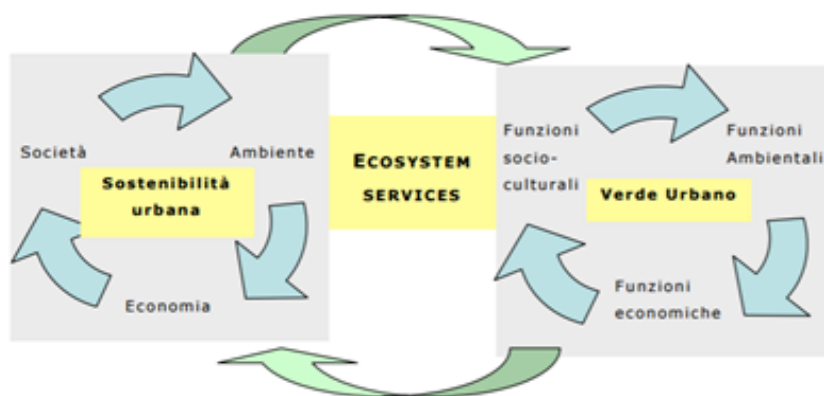 Società
Ambiente
Sostenibilità
urbana
Economia
ECOSYSTEM
SERVICES
Funzioni
socio-
culturali
Funzioni
Ambientali
Verde Urbano
Funzioni
economiche